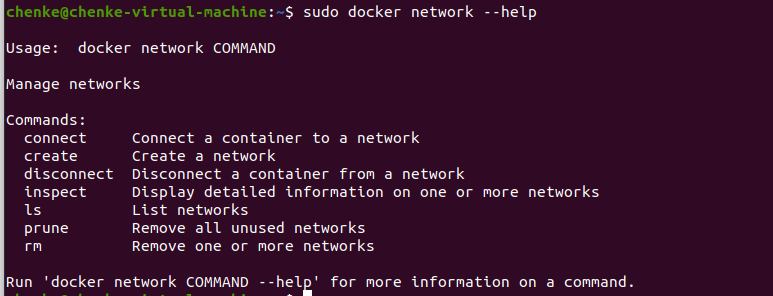 chenke@chenke-virtual-machine:~$ sudo docker network --help
Usage:  docker network COMMAND
Manage networks
Commands:
  connect     Connect a container to a network
  create      Create a network
  disconnect  Disconnect a container from a network
  inspect     Display detailed information on one or more networks
  ls          List networks
  prune       Remove all unused networks
  rm          Remove one or more networks
Run 'docker network COMMAND --help' for more information on a command.